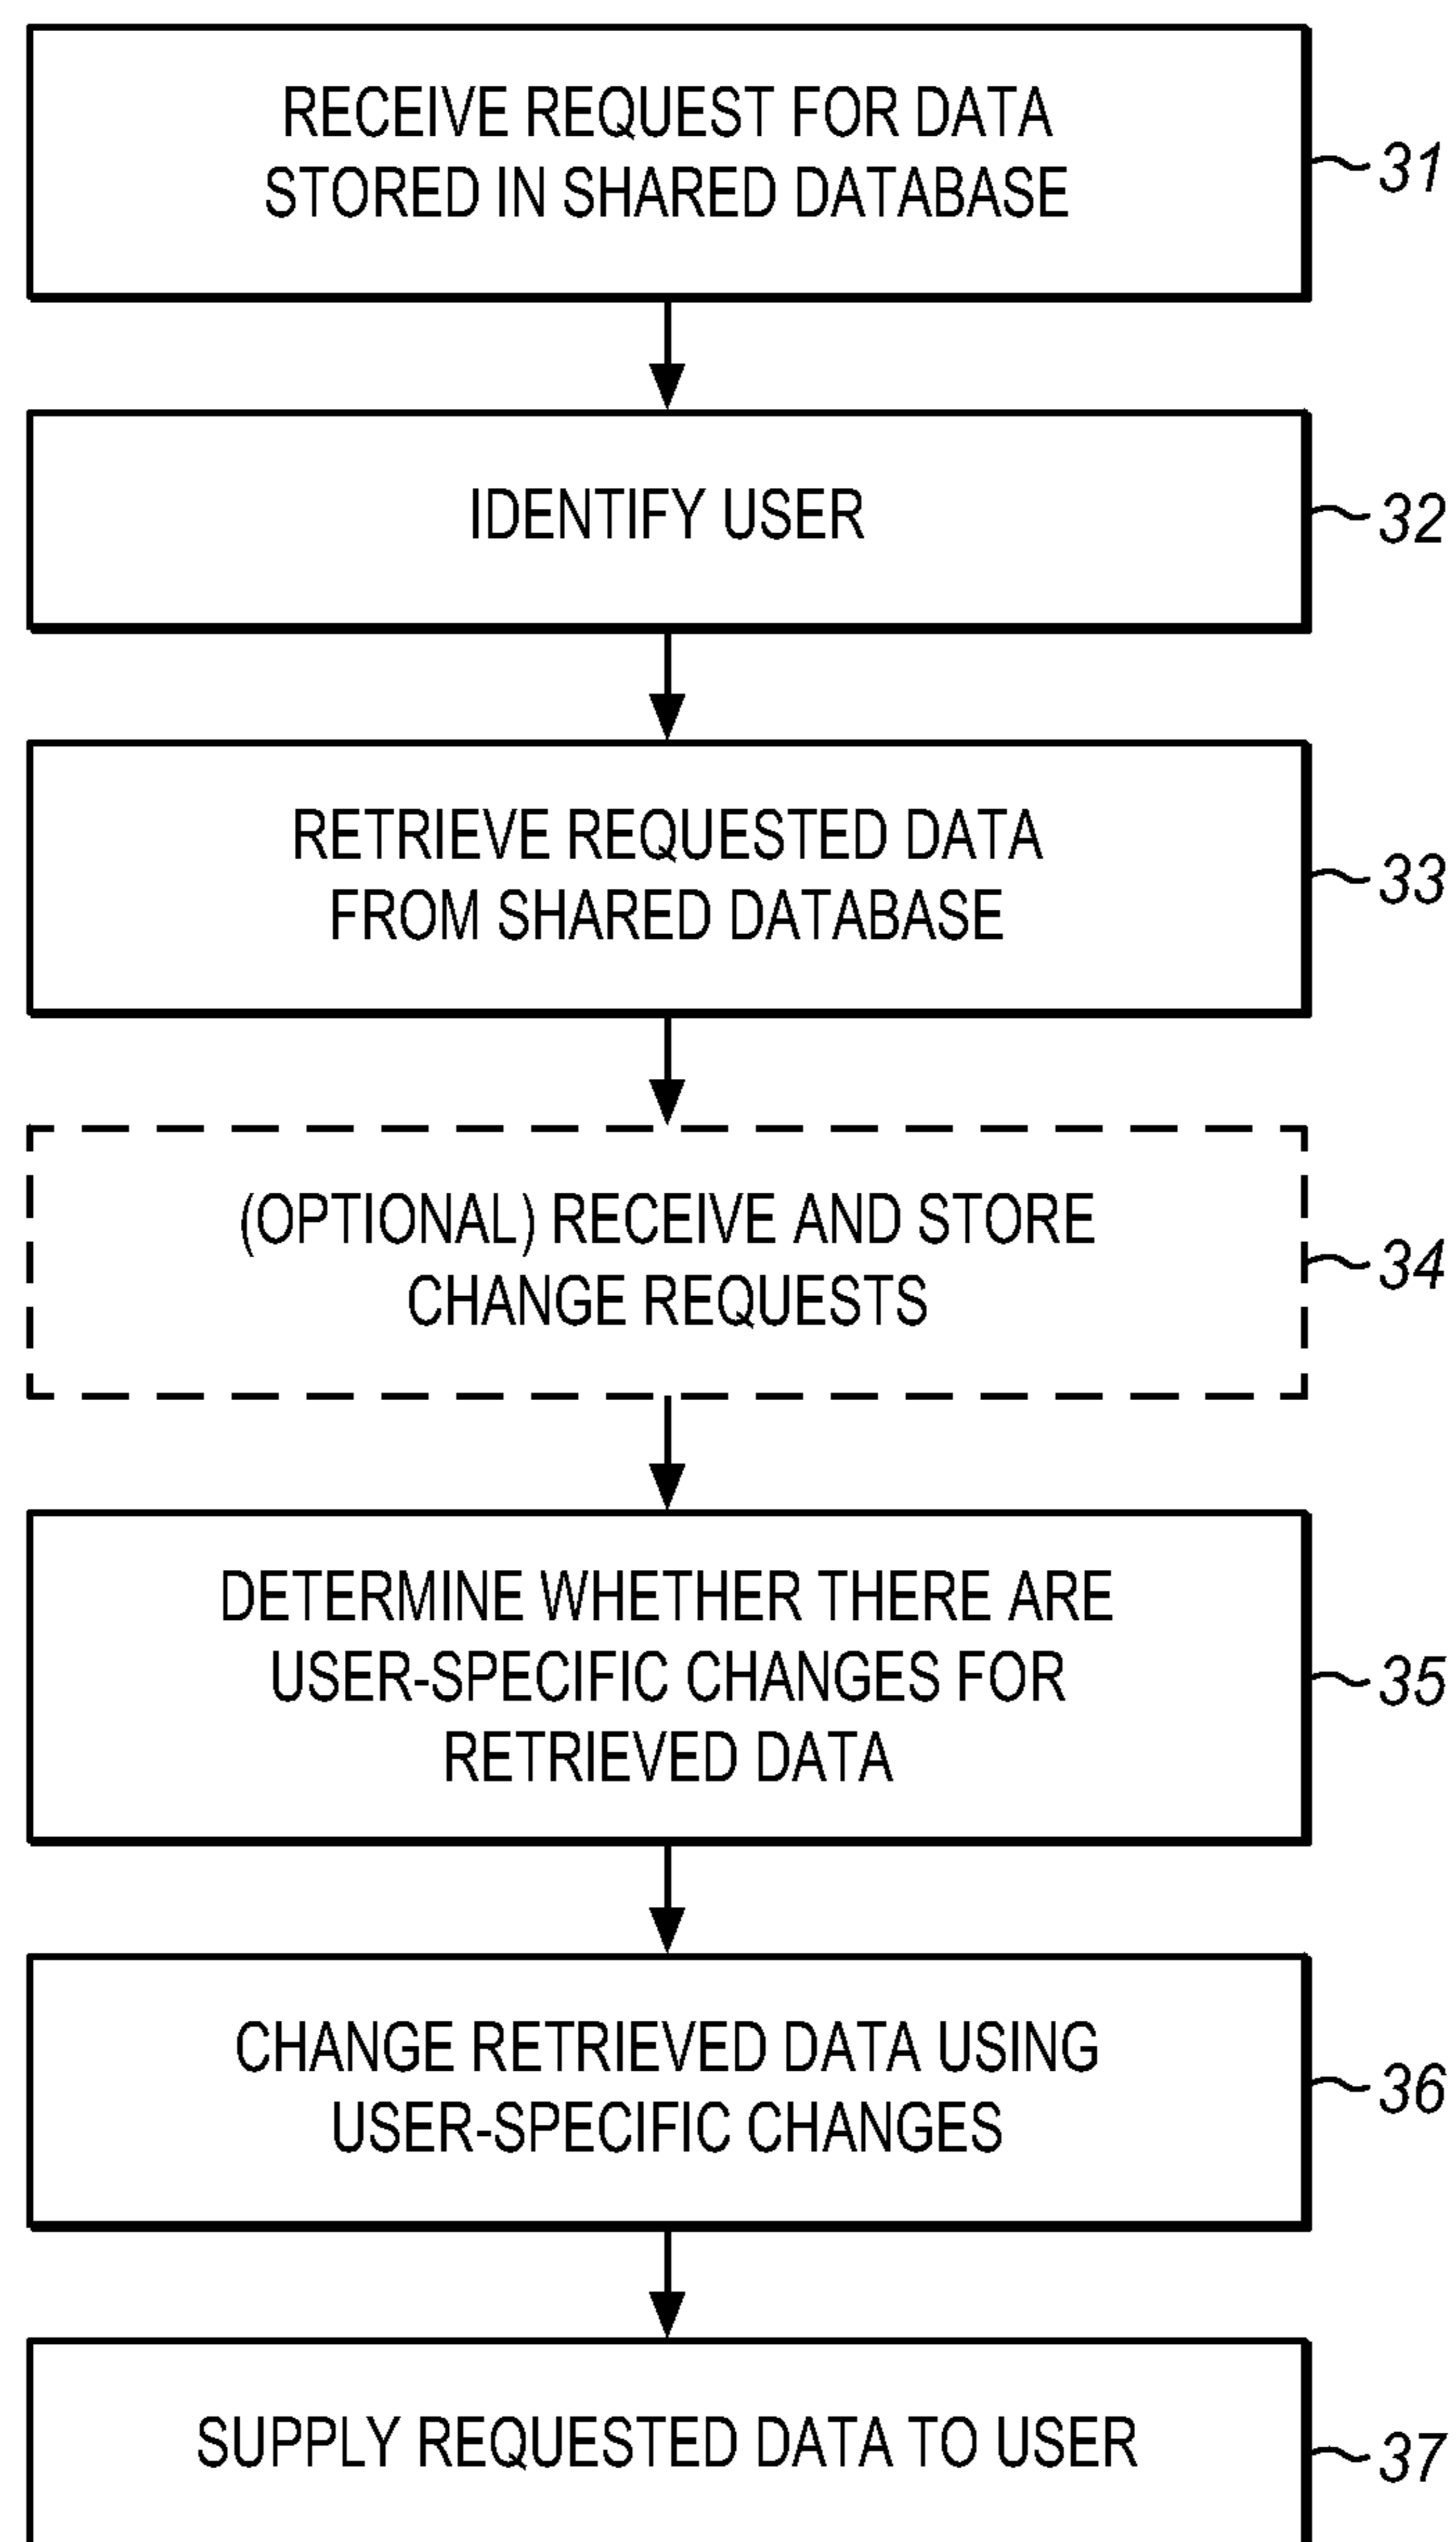 RECEIVE REQUEST FOR DATA
STORED IN SHARED DATABASE
31
IDENTIFY USER
32
RETRIEVE REQUESTED DATA
FROM SHARED DATABASE
33
(OPTIONAL) RECEIVE AND STORE
CHANGE REQUESTS
34
DETERMINE WHETHER THERE ARE
USER-SPECIFIC CHANGES FOR
RETRIEVED DATA
35
CHANGE RETRIEVED DATA USING
USER-SPECIFIC CHANGES
36
SUPPLY REQUESTED DATA TO USER
37